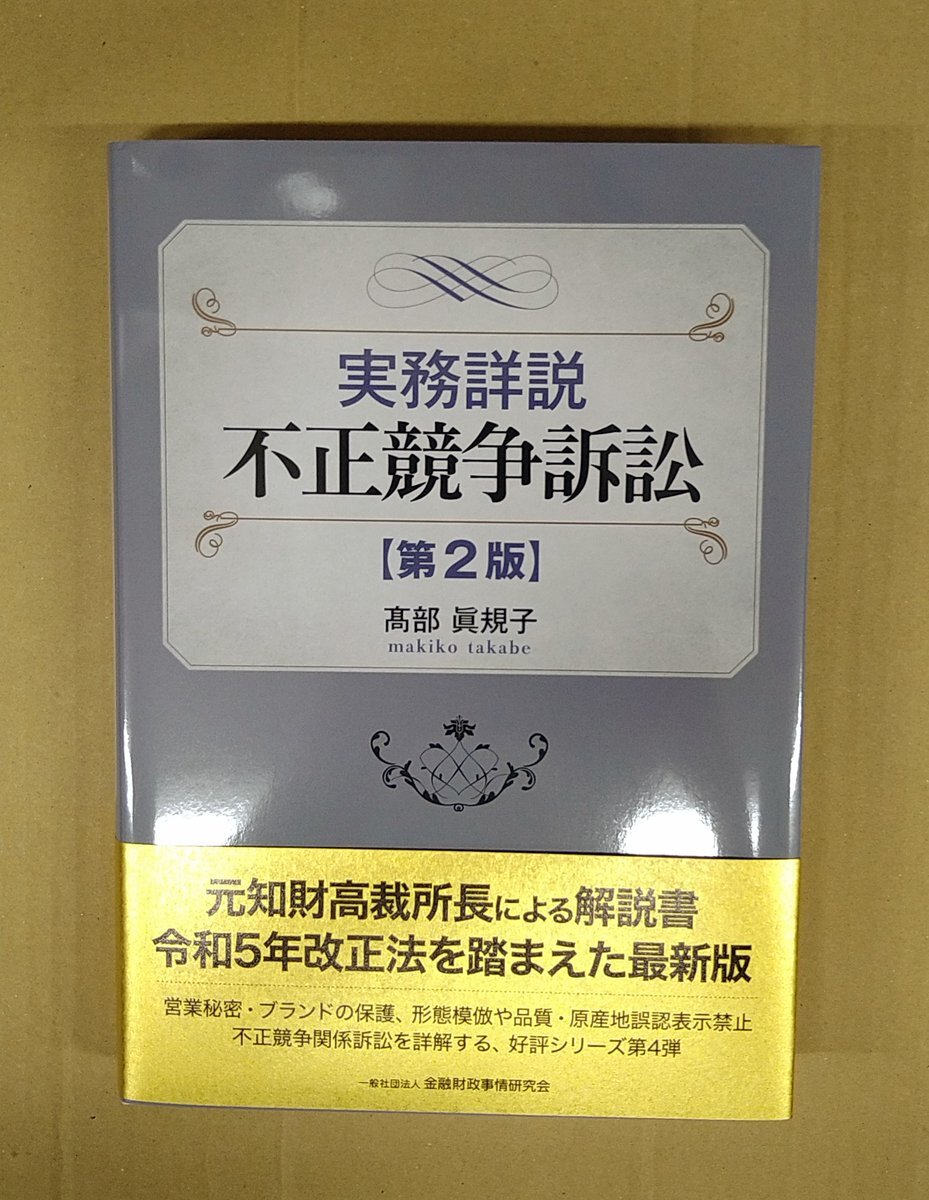 実務詳説
不正競争訴訟
【第2版】
髙部 眞規子
makiko takabe
元知財高裁所長による解説書
令和5年改正法を踏まえた最新版
営業秘密・ブランドの保護、形態模倣や品質・原産地誤認表示禁止
不正競争関係訴訟を詳解する、好評シリーズ第4弾
一般社団法人 金融財政事情研究会